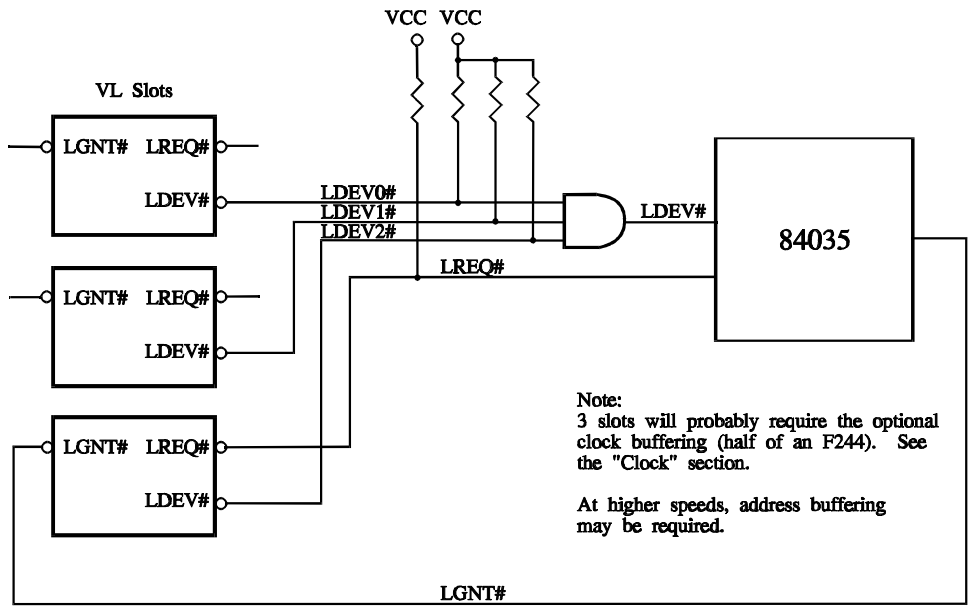 VCC VCC
VL Slots
LGNT# LREQ#
LDEV#
LDEV0#
LDEV1#
LDEV2#
LREQ#
LDEV#
84035
LGNT# LREQ#
LDEV#
LGNT# LREQ#
LDEV#
Note:
3 slots will probably require the optional
clock buffering (half of an F244). See
the "Clock" section.
At higher speeds, address buffering
may be required.
LGNT#